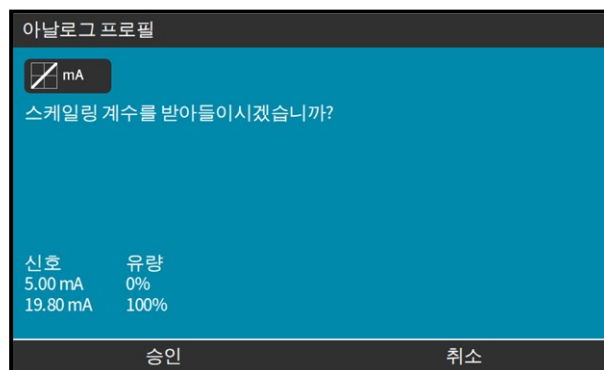 아날로그 프로필
mA
스케일링 계수를 받아들이시겠습니까?
신호 유량
5.00 mA 0%
19.80 mA 100%
승인 취소